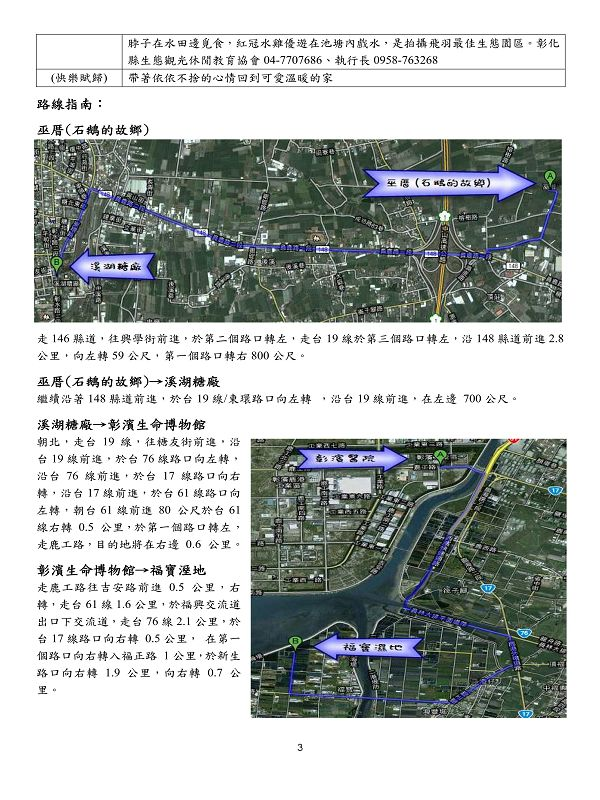 脖子在水田邊覓食，紅冠水雞優遊在池塘內戲水，是拍攝飛羽最佳生態園區。彰化
縣生態觀光休閒教育協會 04-7707686、執行長 0958-763268
(快樂賦歸) 帶著依依不捨的心情回到可愛溫暖的家
路線指南：
巫厝(石鵝的故鄉)
巫厝(石鵝的故鄉)
A
溪湖糖廠
B
148
148
148
148
走 146 縣道，往興學街前進，於第二個路口轉左，走台 19 線於第三個路口轉左，沿 148 縣道前進 2.8
公里，向左轉 59 公尺，第一個路口轉右 800 公尺。
巫厝(石鵝的故鄉)→溪湖糖廠
繼續沿著 148 縣道前進，於台 19 線/東環路口向左轉 ，沿台 19 線前進，在左邊 700 公尺。
溪湖糖廠→彰濱生命博物館
朝北，走台 19 線，往糖友街前進，沿
台 19 線前進，於台 76 線路口向左轉，
沿台 76 線前進，於台 17 線路口向右
轉，沿台 17 線前進，於台 61 線路口向
左轉，朝台 61 線前進 80 公尺於台 61
線右轉 0.5 公里，於第一個路口轉左，
走鹿工路，目的地將在右邊 0.6 公里。
彰濱生命博物館→福寶溼地
走鹿工路往吉安路前進 0.5 公里，右
轉，走台 61 線 1.6 公里，於福興交流道
出口下交流道，走台 76 線 2.1 公里，於台
17 線路口向右轉 0.5 公里， 在第一
個路口向右轉入福正路 1 公里，於新生
路口向右轉 1.9 公里，向右轉 0.7 公
里。
彰濱醫院
A
17
17
76
福寶濕地
B
17
3